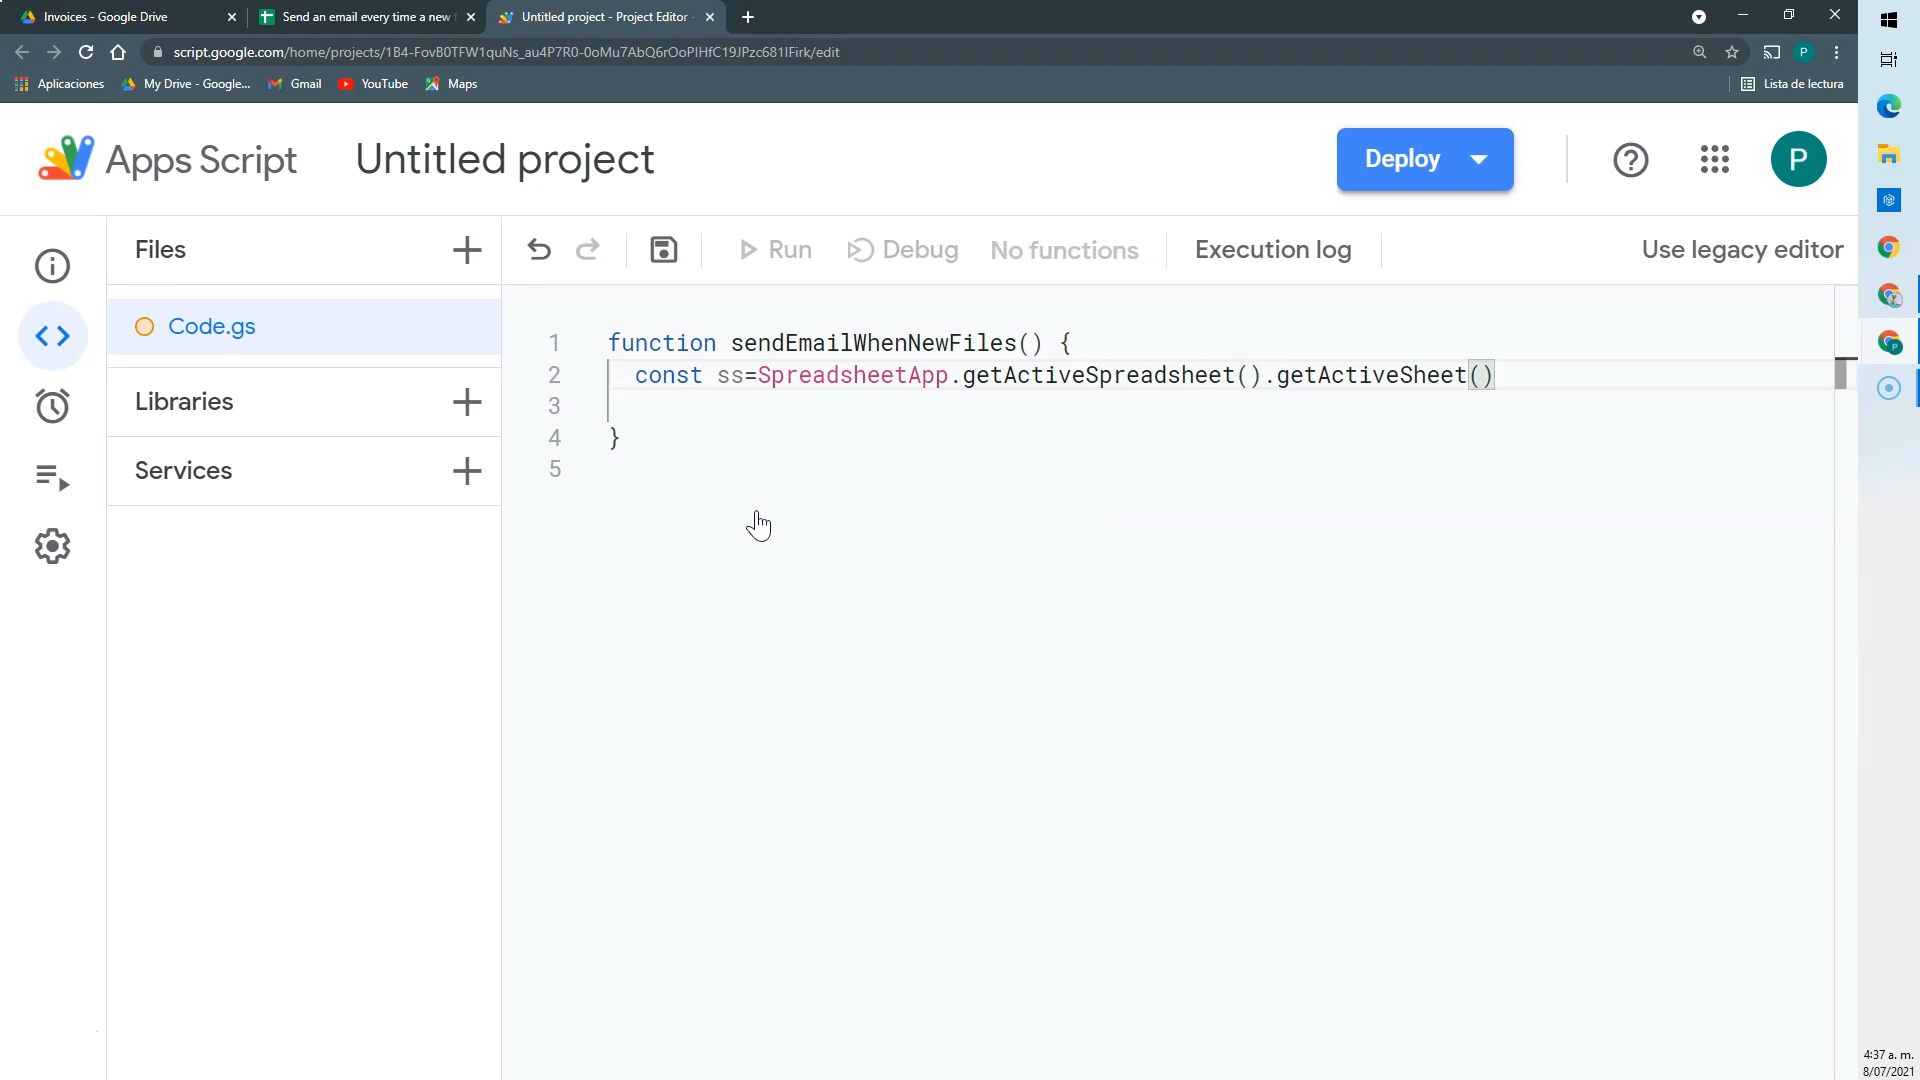 Invoices - Google Drive
Send an email every time a new f
Untitled project - Project Editor -
script.google.com/home/projects/1B4-FovB0TFW1quNs_au4P7R0-0oMu7AbQ6rOoPIHfC19JPzc681IFirk/edit
P
Aplicaciones
My Drive - Google...
Gmail
YouTube
Maps
Lista de lectura
Apps Script
Untitled project
Deploy
P
Files
Run
Debug
No functions
Execution log
Use legacy editor
Code.gs
Libraries
Services
1 function sendEmailWhenNewFiles() {
2 const ss=SpreadsheetApp.getActiveSpreadsheet().getActiveSheet()
3
4 }
5
4:37 a. m.
8/07/2021